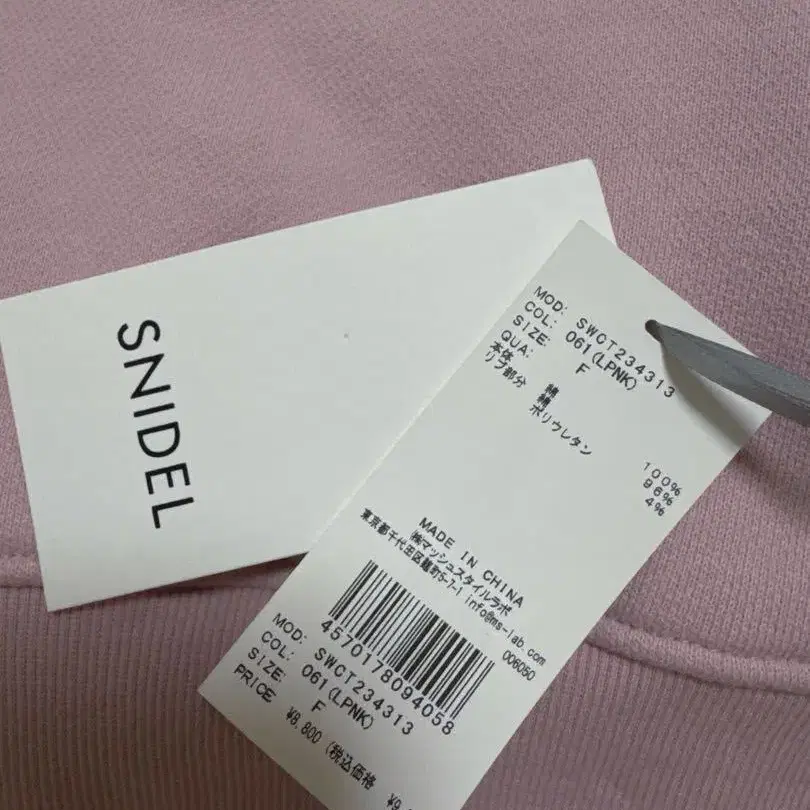 SNIDEL
MOD: SWCT234313
COL: 061(LPNK)
SIZE: F
QUA:
本体 綿 100%
リブ部分 綿 96%
ポリウレタン 4%
MADE IN CHINA
㈱マッシュスタイルラボ
東京都千代田区麹町5-7-1 info@ms-lab.com
006050
4570178094058
MOD: SWCT234313
COL: 061(LPNK)
SIZE: F
PRICE: ¥8,800 (税込価格